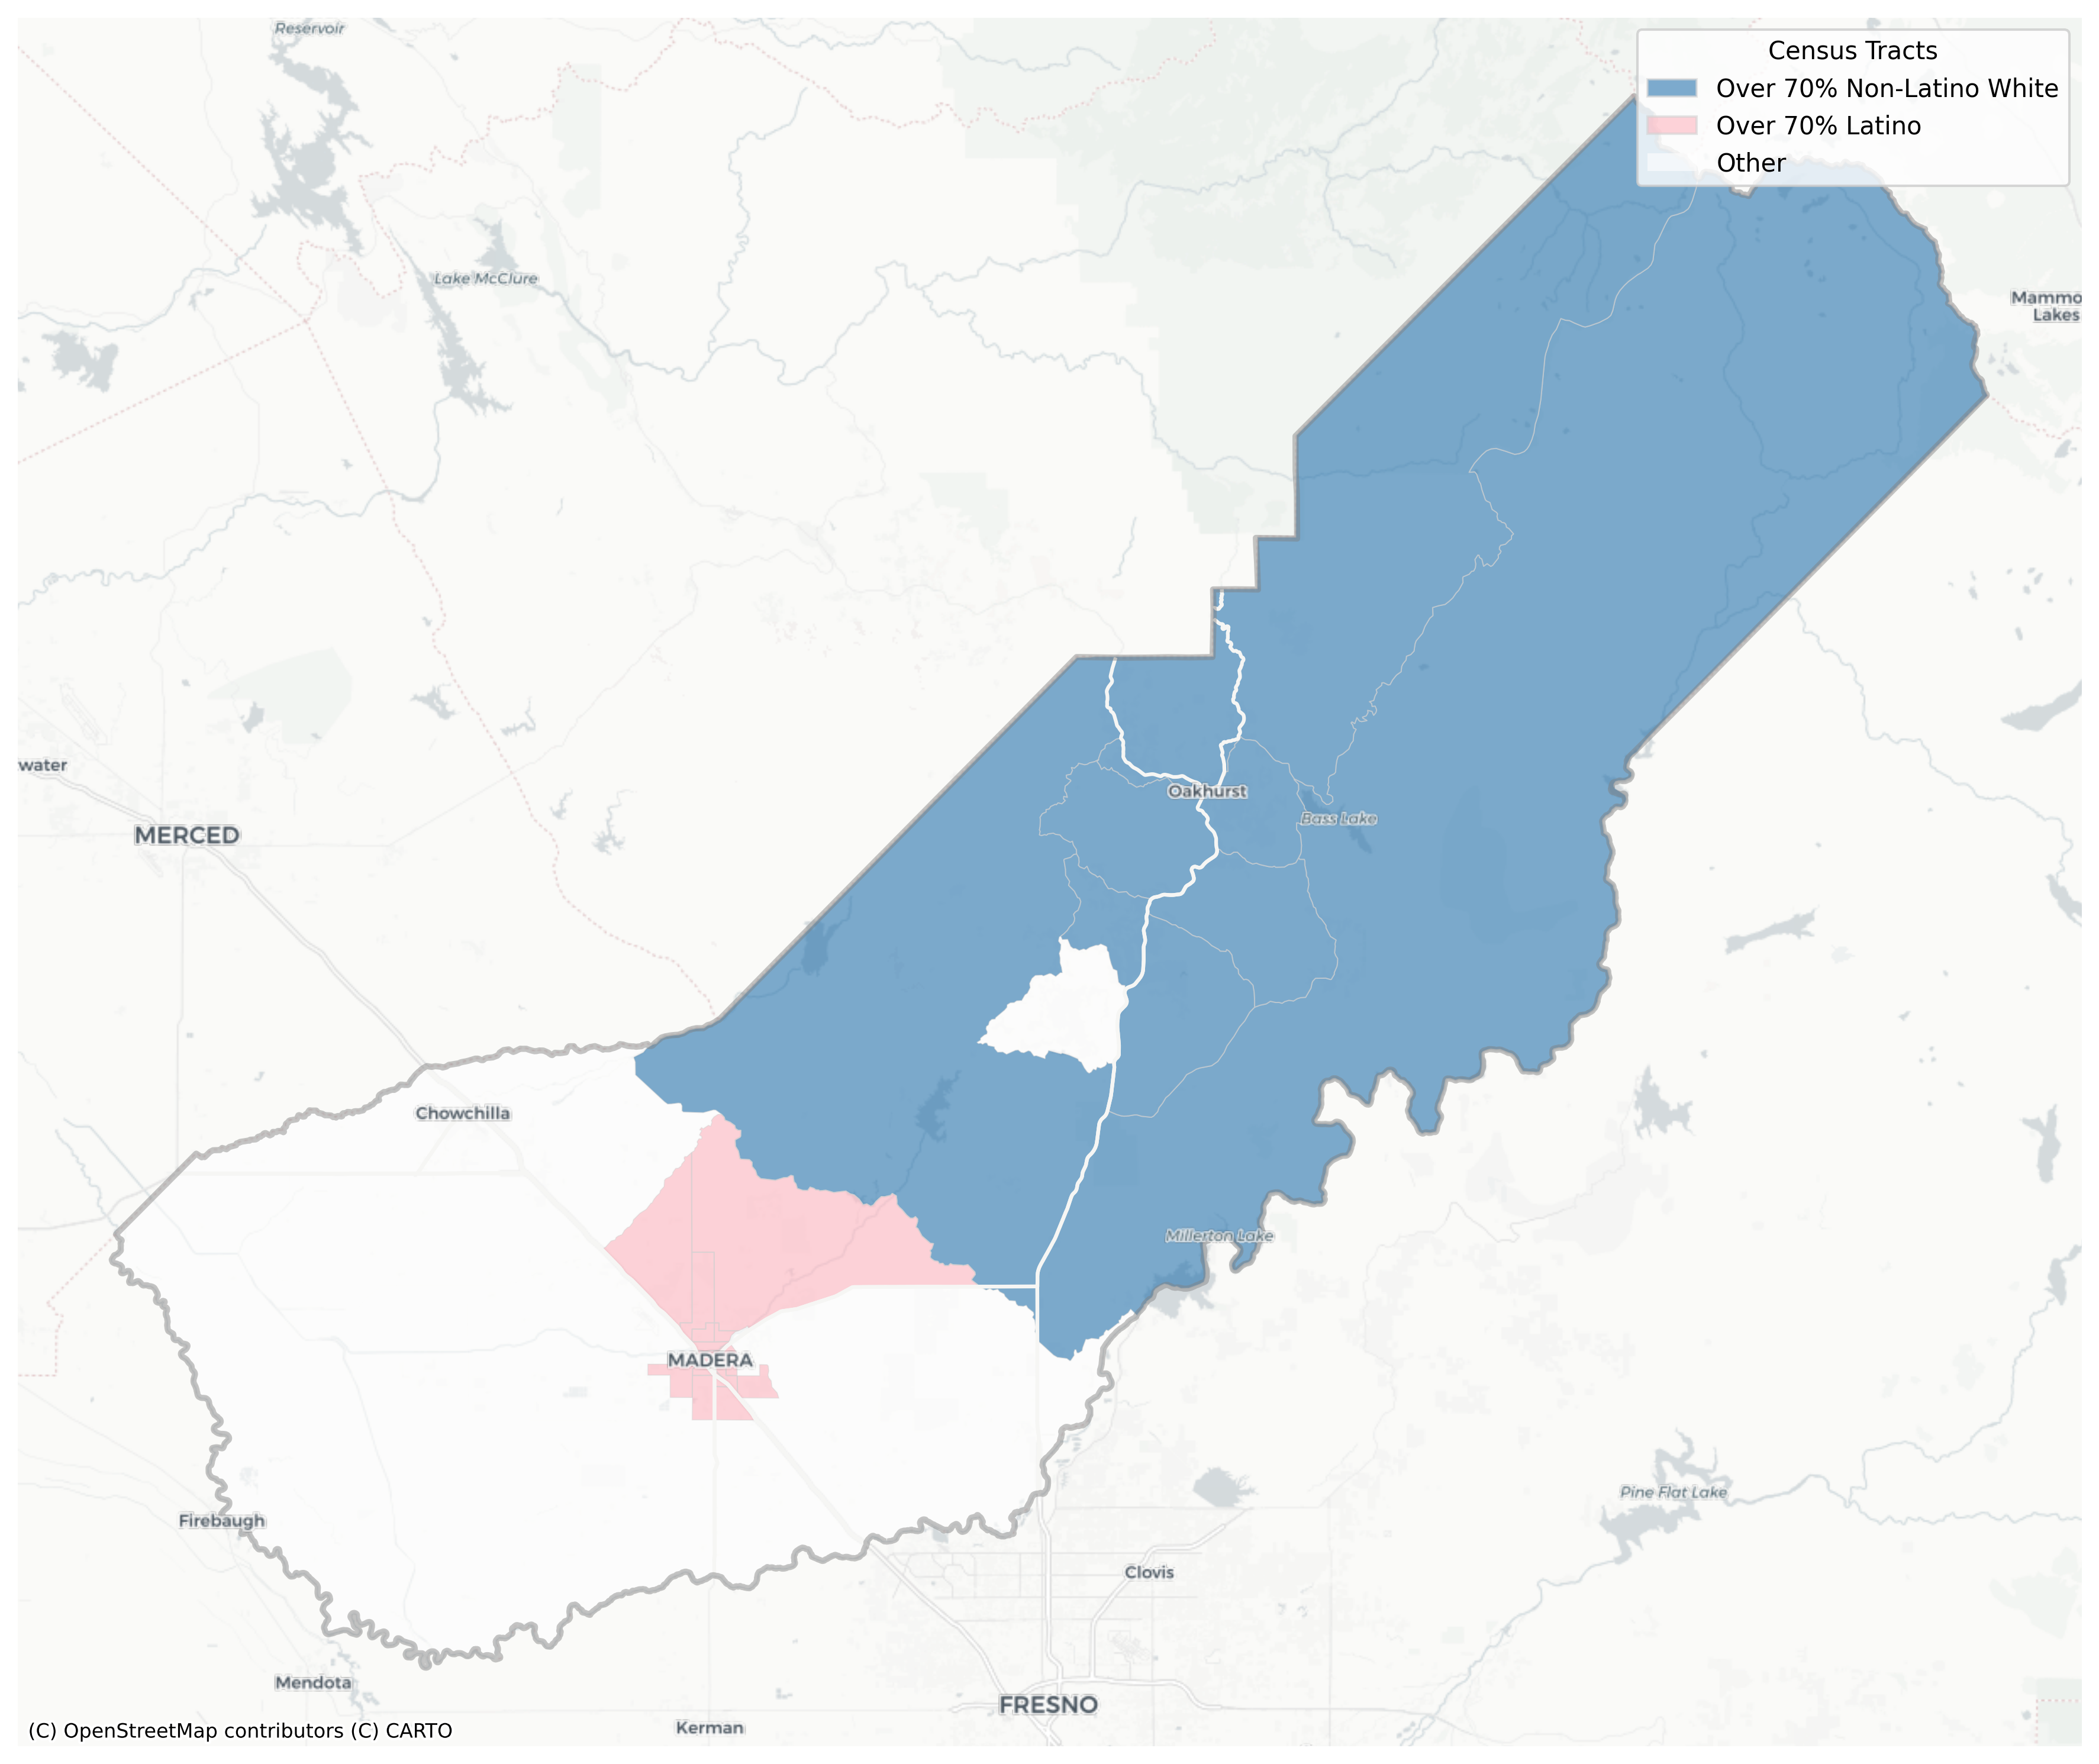 Reservoir
Census Tracts
Over 70% Non-Latino White
Over 70% Latino
Other
Lake McClure
Mammo
Lakes
water
MERCED
Oakhurst
Bass Lake
Chowchilla
Millerton Lake
MADERA
Firebaugh
Pine Flat Lake
Clovis
Mendota
FRESNO
Kerman
(C) OpenStreetMap contributors (C) CARTO